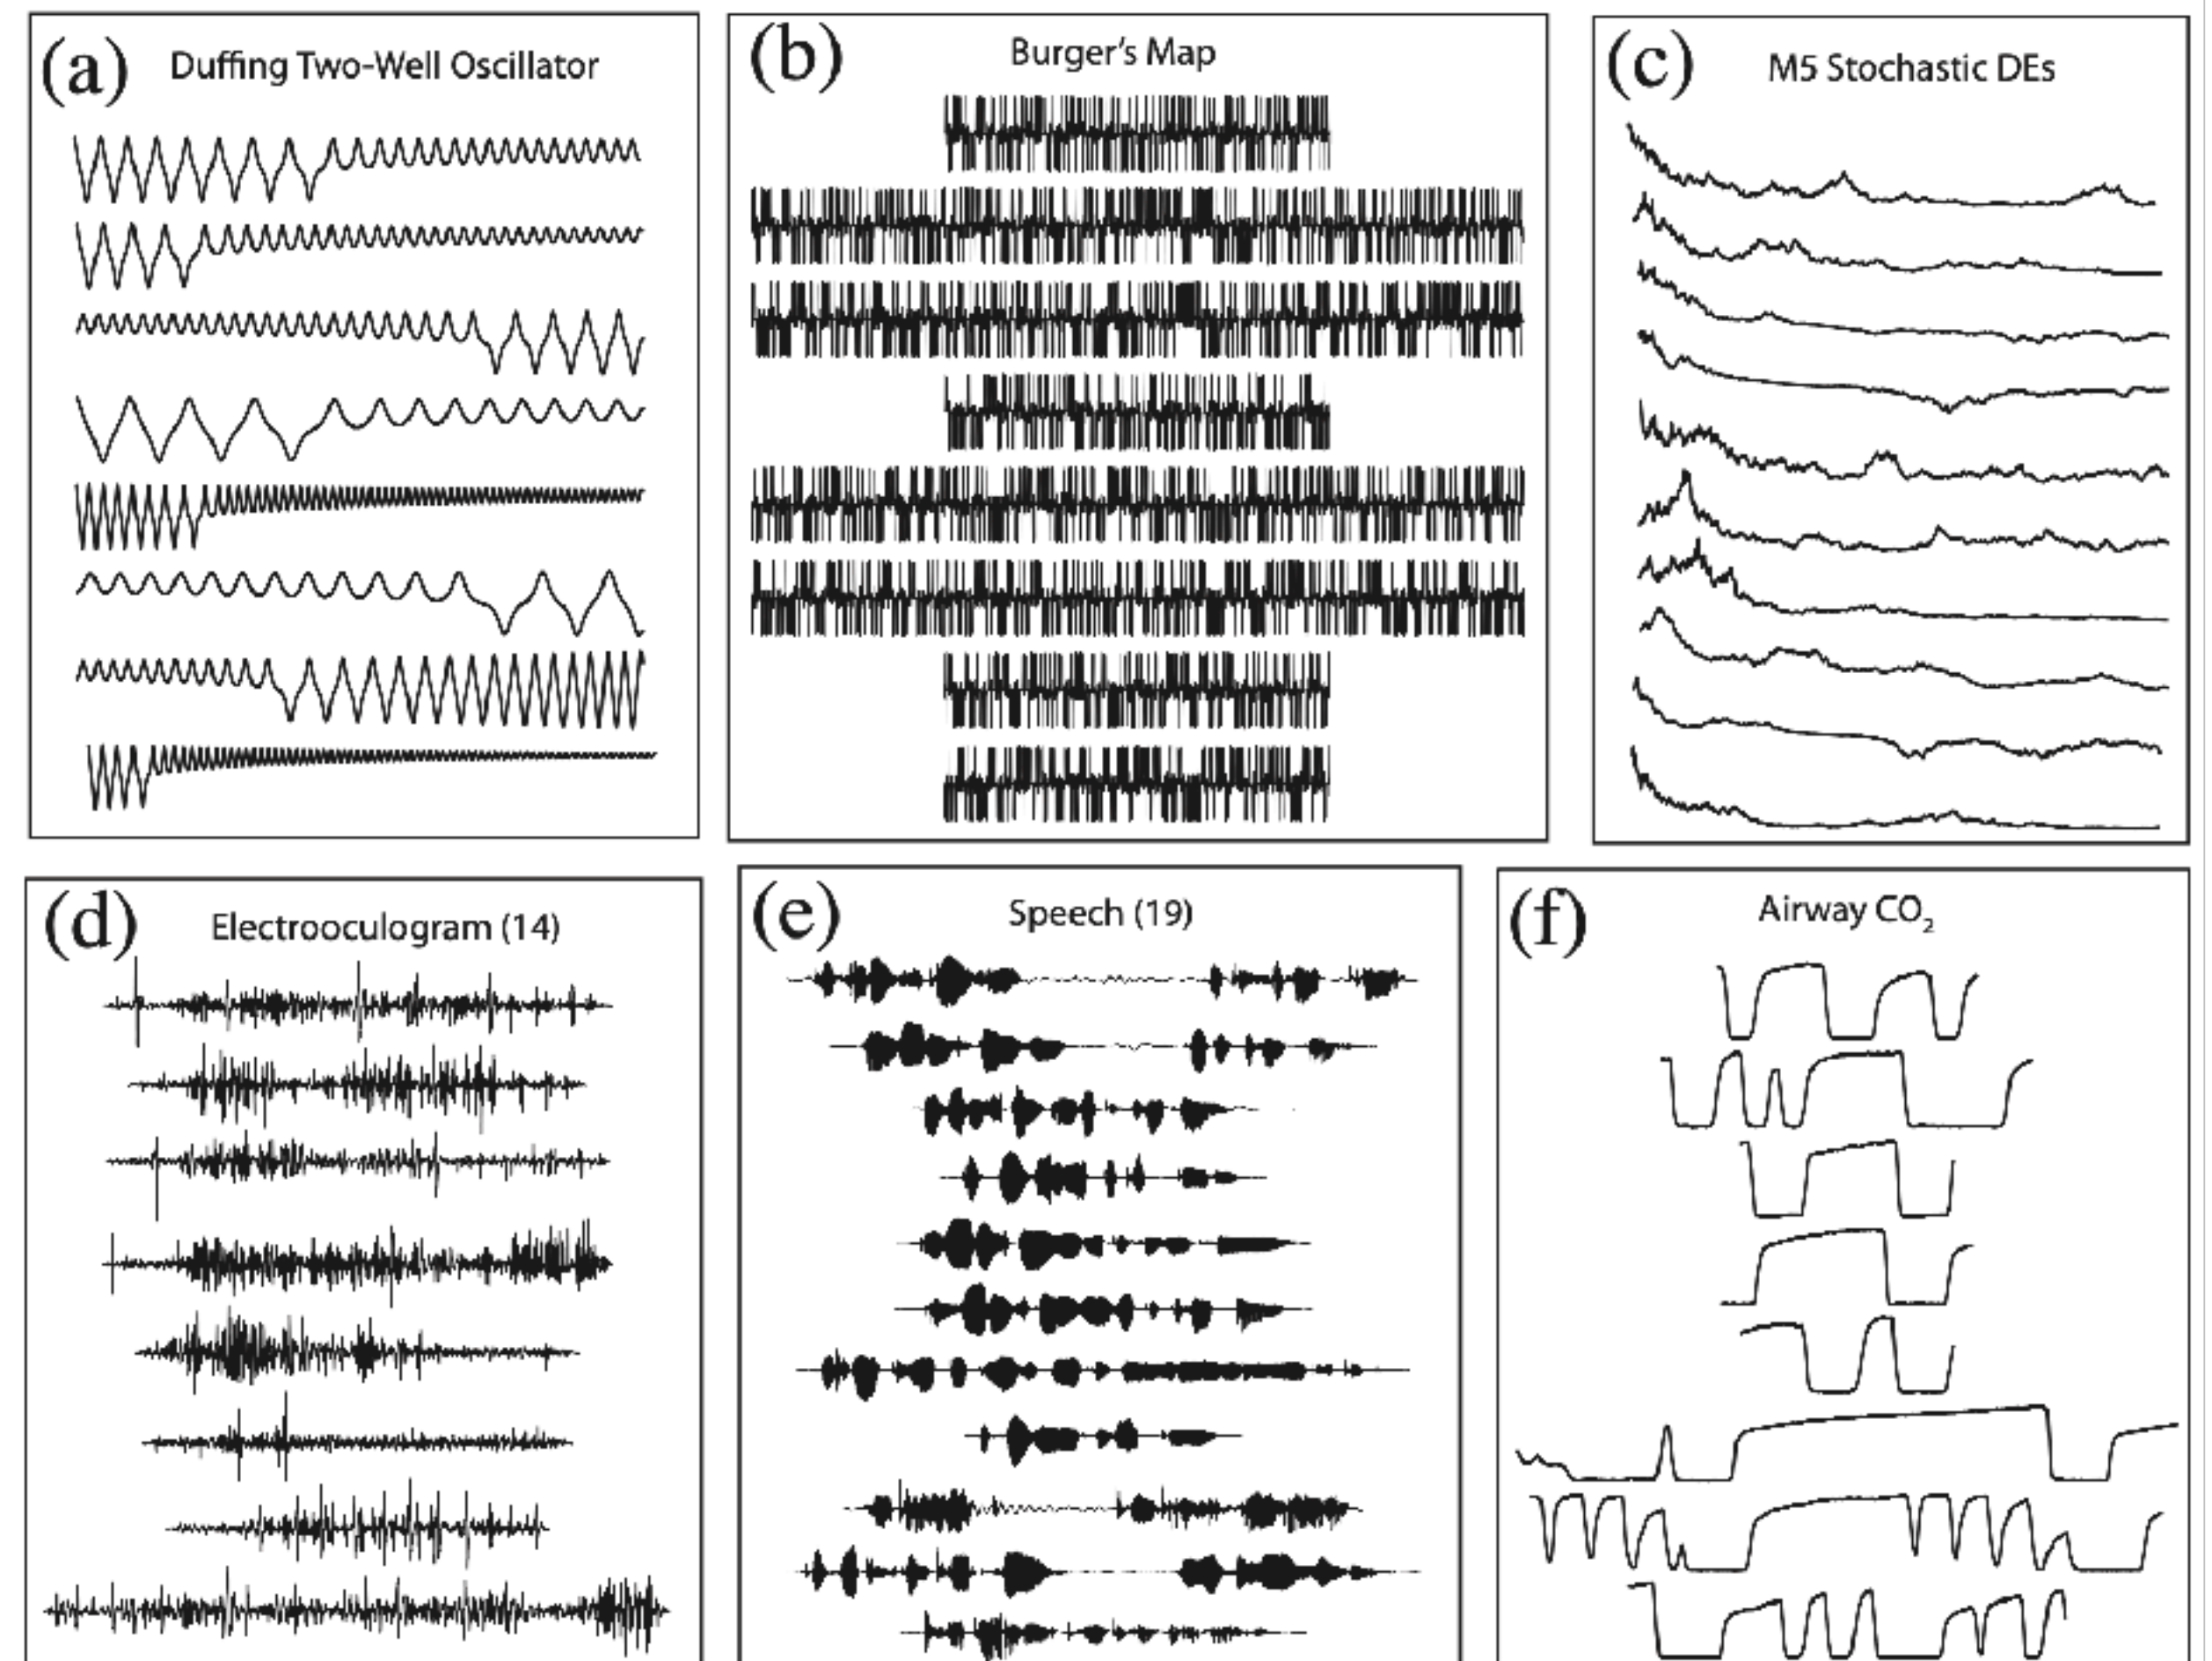 (a) Duffing Two-Well Oscillator
(b) Burger's Map
(c) M5 Stochastic DEs
(d) Electrooculogram (14)
(e) Speech (19)
(f) Airway CO₂